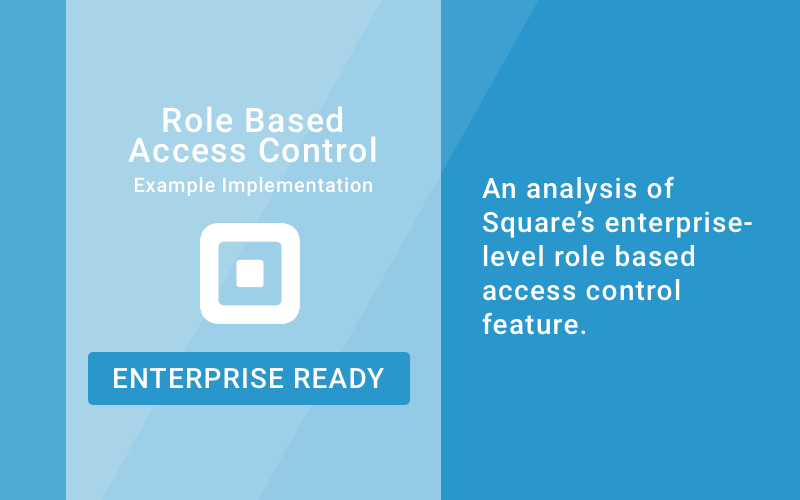 Role Based
Access Control
Example Implementation
ENTERPRISE READY
An analysis of
Square’s enterprise-
level role based
access control
feature.